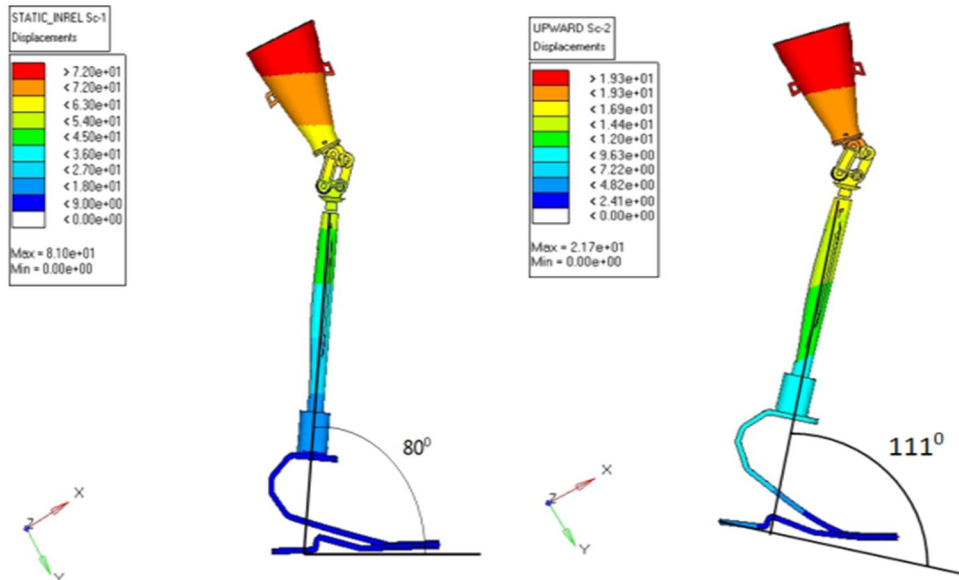 STATIC_INREL Sc-1
Displacements
> 7.20e+01
< 7.20e+01
< 6.30e+01
< 5.40e+01
< 4.50e+01
< 3.60e+01
< 2.70e+01
< 1.80e+01
< 9.00e+00
< 0.00e+00
Max = 8.10e+01
Min = 0.00e+00
80⁰
X
Z
Y
UPWARD Sc-2
Displacements
> 1.93e+01
< 1.93e+01
< 1.69e+01
< 1.44e+01
< 1.20e+01
< 9.63e+00
< 7.22e+00
< 4.82e+00
< 2.41e+00
< 0.00e+00
Max = 2.17e+01
Min = 0.00e+00
111⁰
X
Z
Y